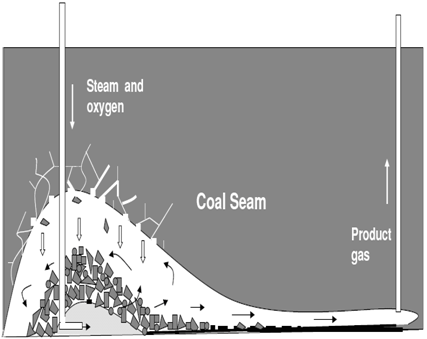 Steam and
oxygen
Coal Seam
Product
gas